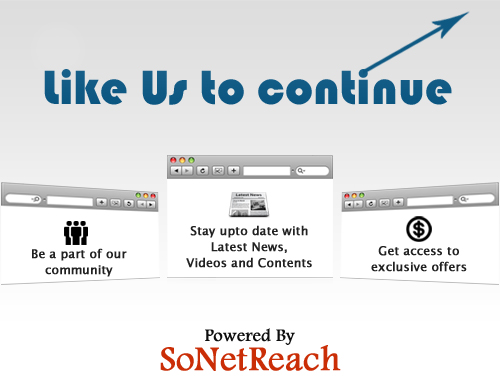 Like Us to continue
Be a part of our
community
Latest News
Stay upto date with
Latest News,
Videos and Contents
Get access to
exclusive offers
Powered By
SoNetReach